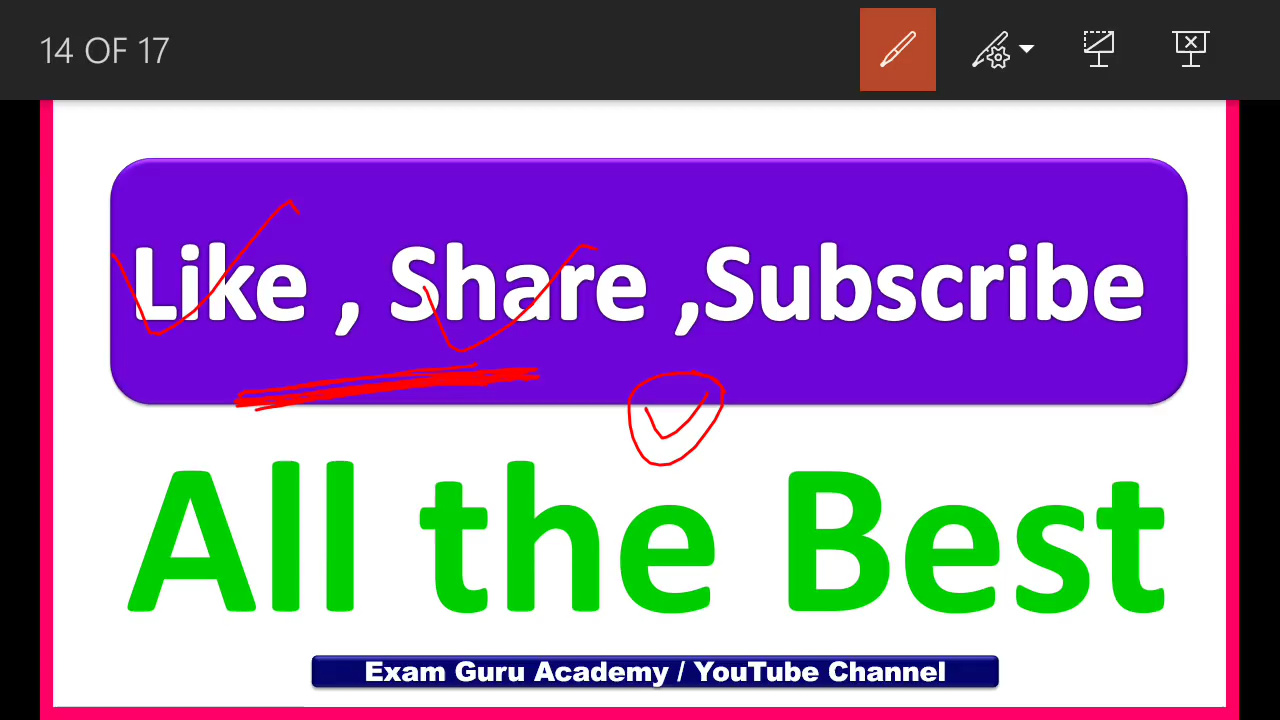 14 OF 17
Like , Share ,Subscribe
All the Best
Exam Guru Academy / YouTube Channel